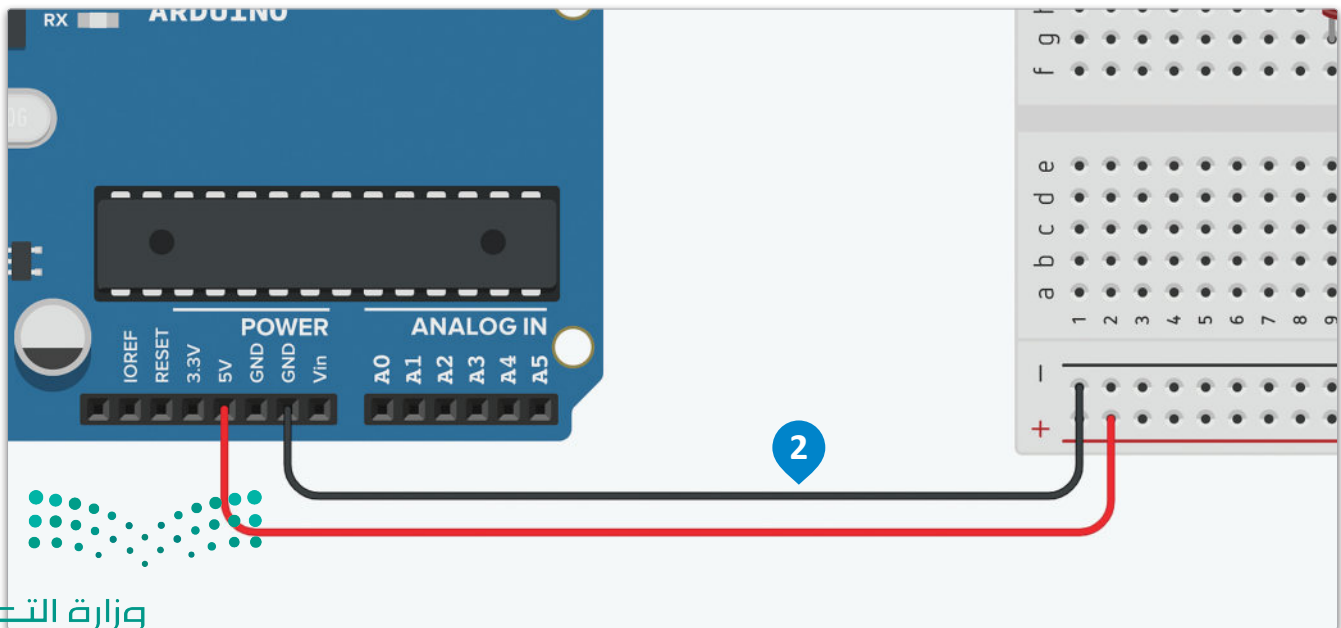 RX
ARDUINO
POWER
ANALOG IN
IOREF
RESET
3.3V
5V
GND
GND
Vin
A0
A1
A2
A3
A4
A5
g
f
e
d
c
b
a
1 2 3 4 5 6 7 8 9
−
+
2
وزارة